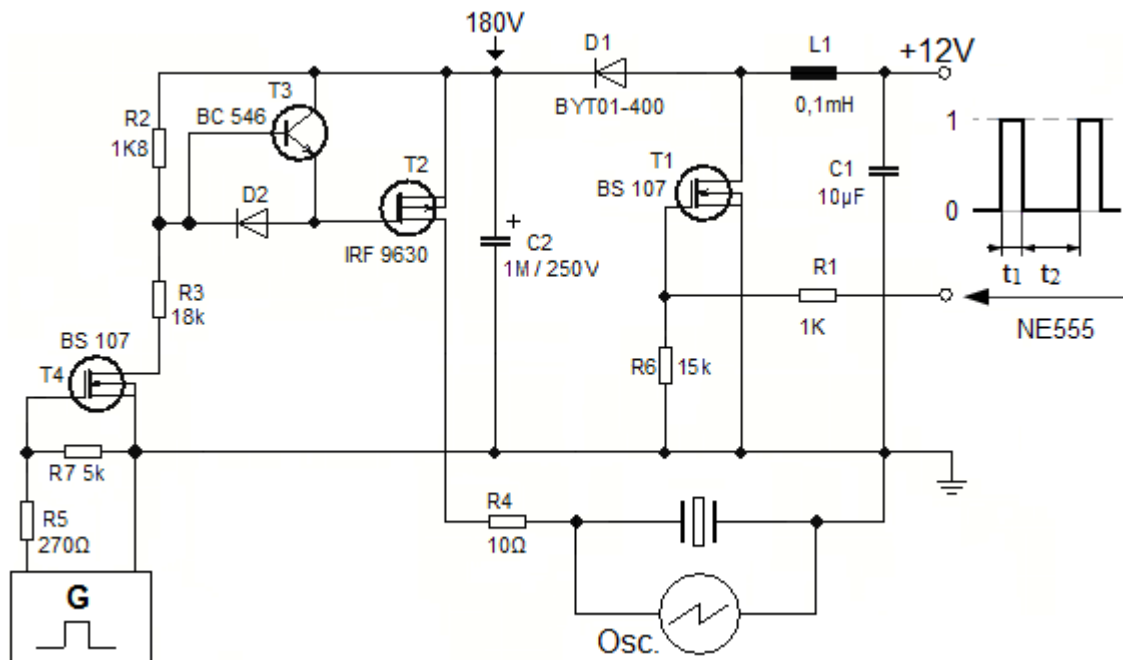 180V
D1
BYT01-400
L1
0,1mH
+12V
T3
BC 546
R2
1K8
D2
T2
IRF 9630
C2
1M / 250V
+
T1
BS 107
C1
10µF
1
0
t1 t2
R1
1K
NE555
R3
18k
BS 107
T4
R6 15k
R7 5k
R5
270Ω
R4
10Ω
G
Osc.